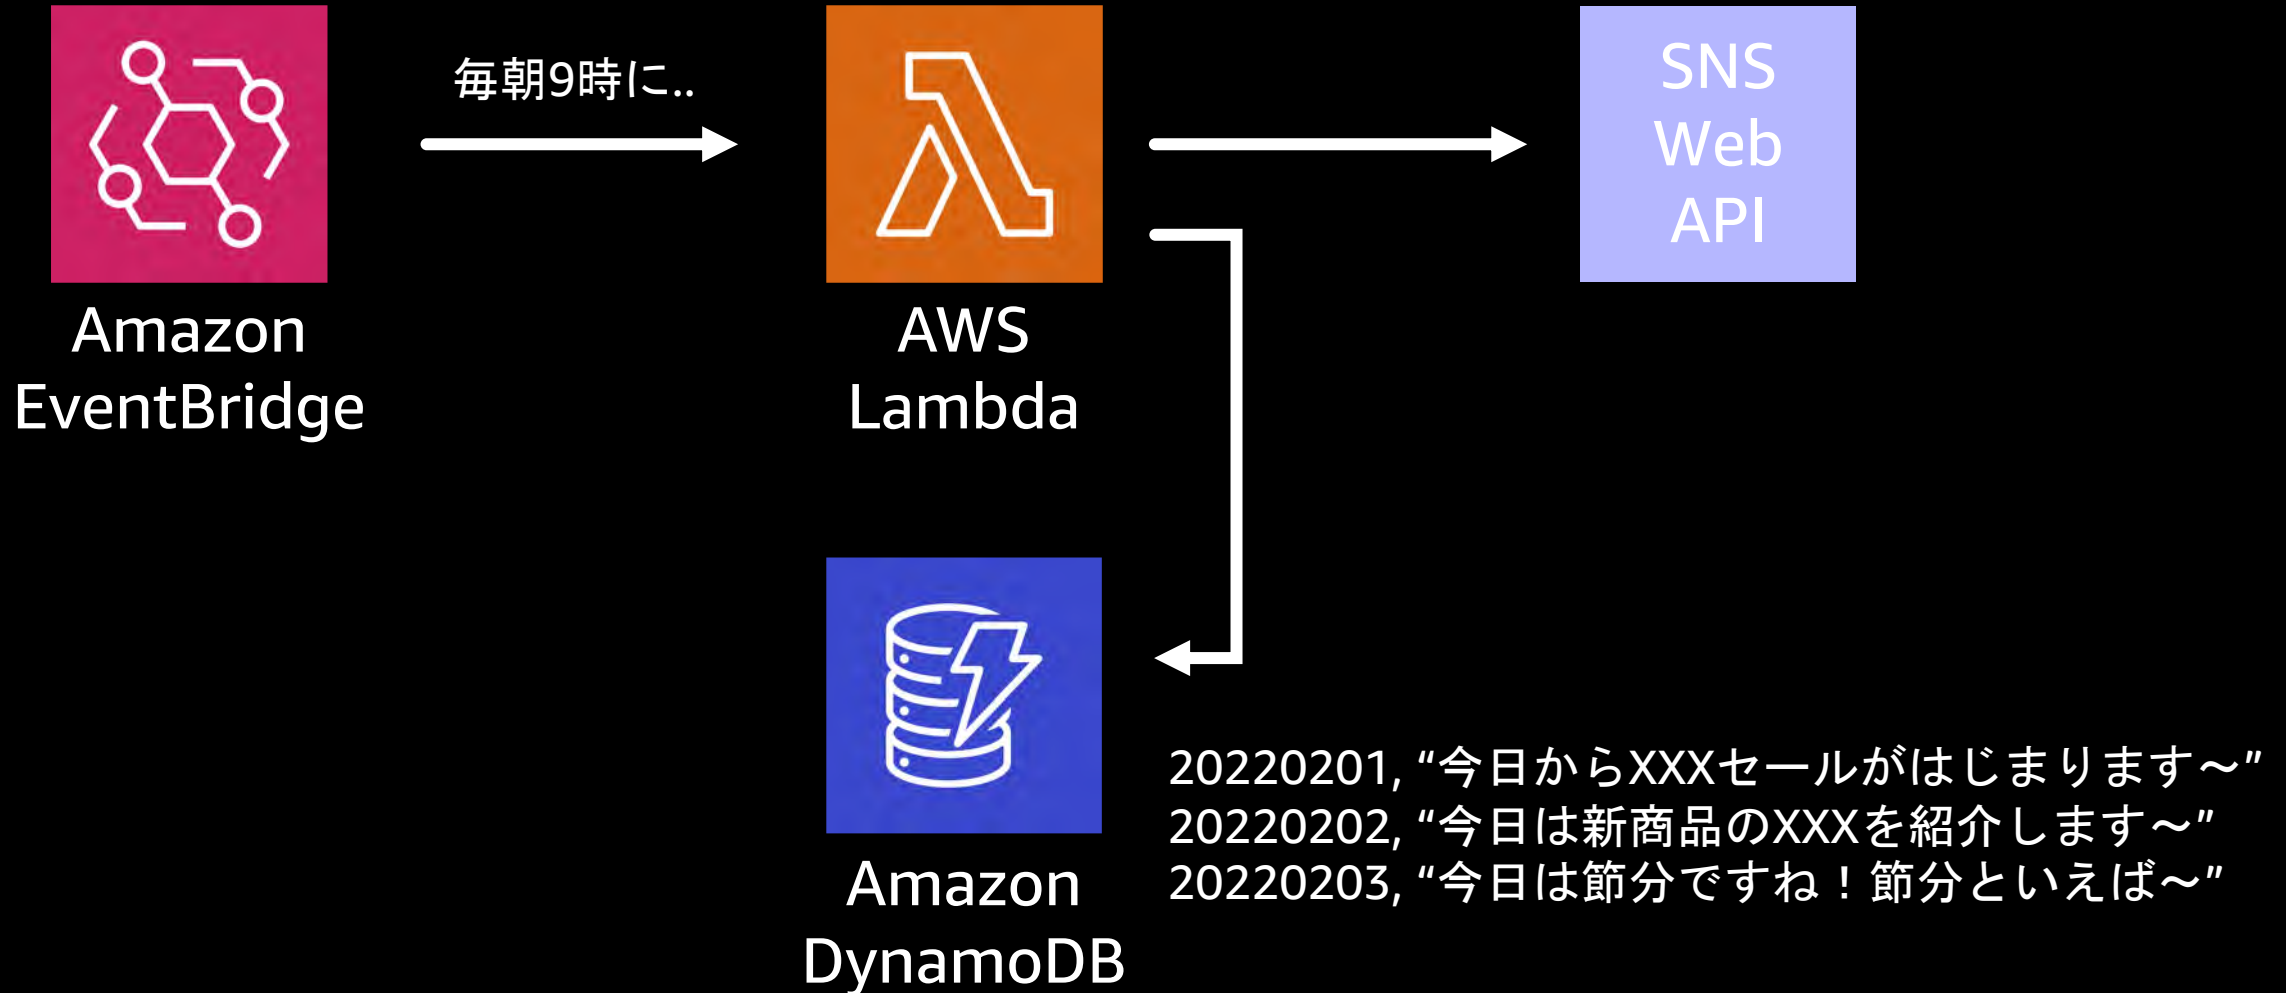 毎朝9時に..
SNS
Web
API
Amazon
EventBridge
AWS
Lambda
20220201, “今日からXXXセールがはじまります〜”
20220202, “今日は新商品のXXXを紹介します〜”
20220203, “今日は節分ですね！節分といえば〜”
Amazon
DynamoDB